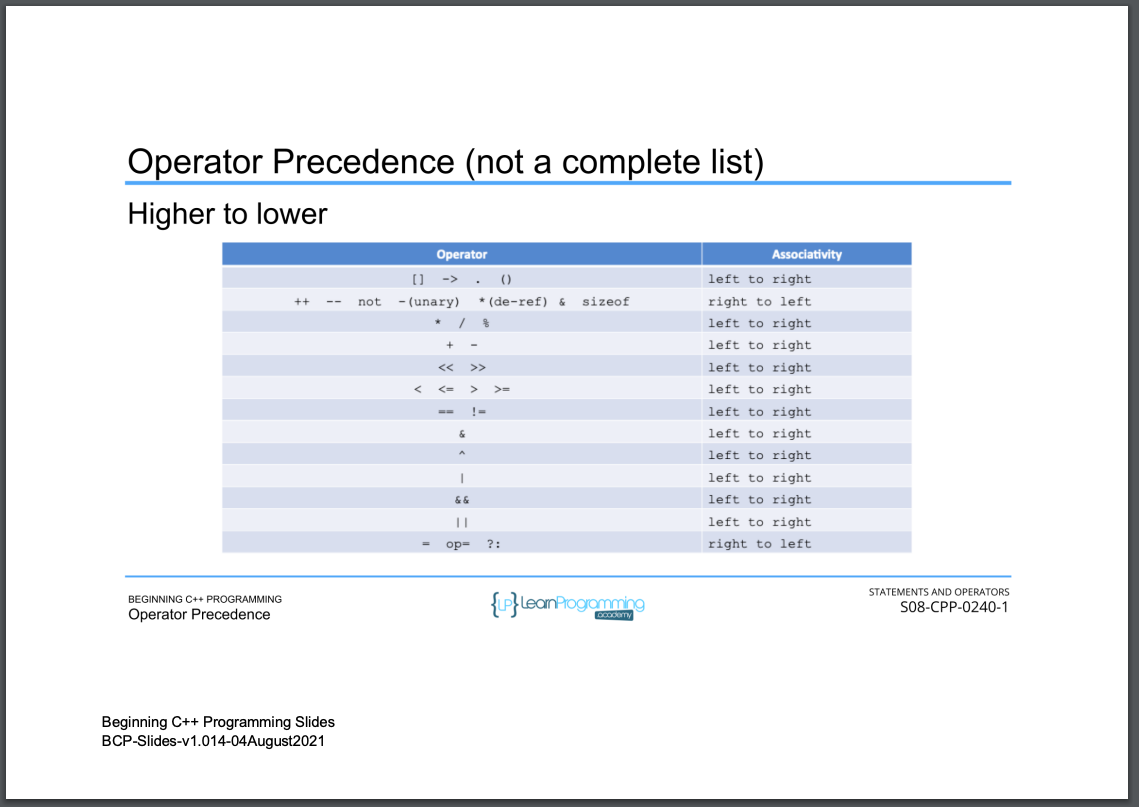 Operator Precedence (not a complete list)
Higher to lower
Operator Associativity
[] -> . () left to right
++ -- not -(unary) *(de-ref) & sizeof right to left
* / % left to right
+ - left to right
<< >> left to right
< <= > >= left to right
== != left to right
& left to right
^ left to right
| left to right
&& left to right
|| left to right
= op= ?: right to left
BEGINNING C++ PROGRAMMING
Operator Precedence
{LP} LearnProgramming
academy
STATEMENTS AND OPERATORS
S08-CPP-0240-1
Beginning C++ Programming Slides
BCP-Slides-v1.014-04August2021